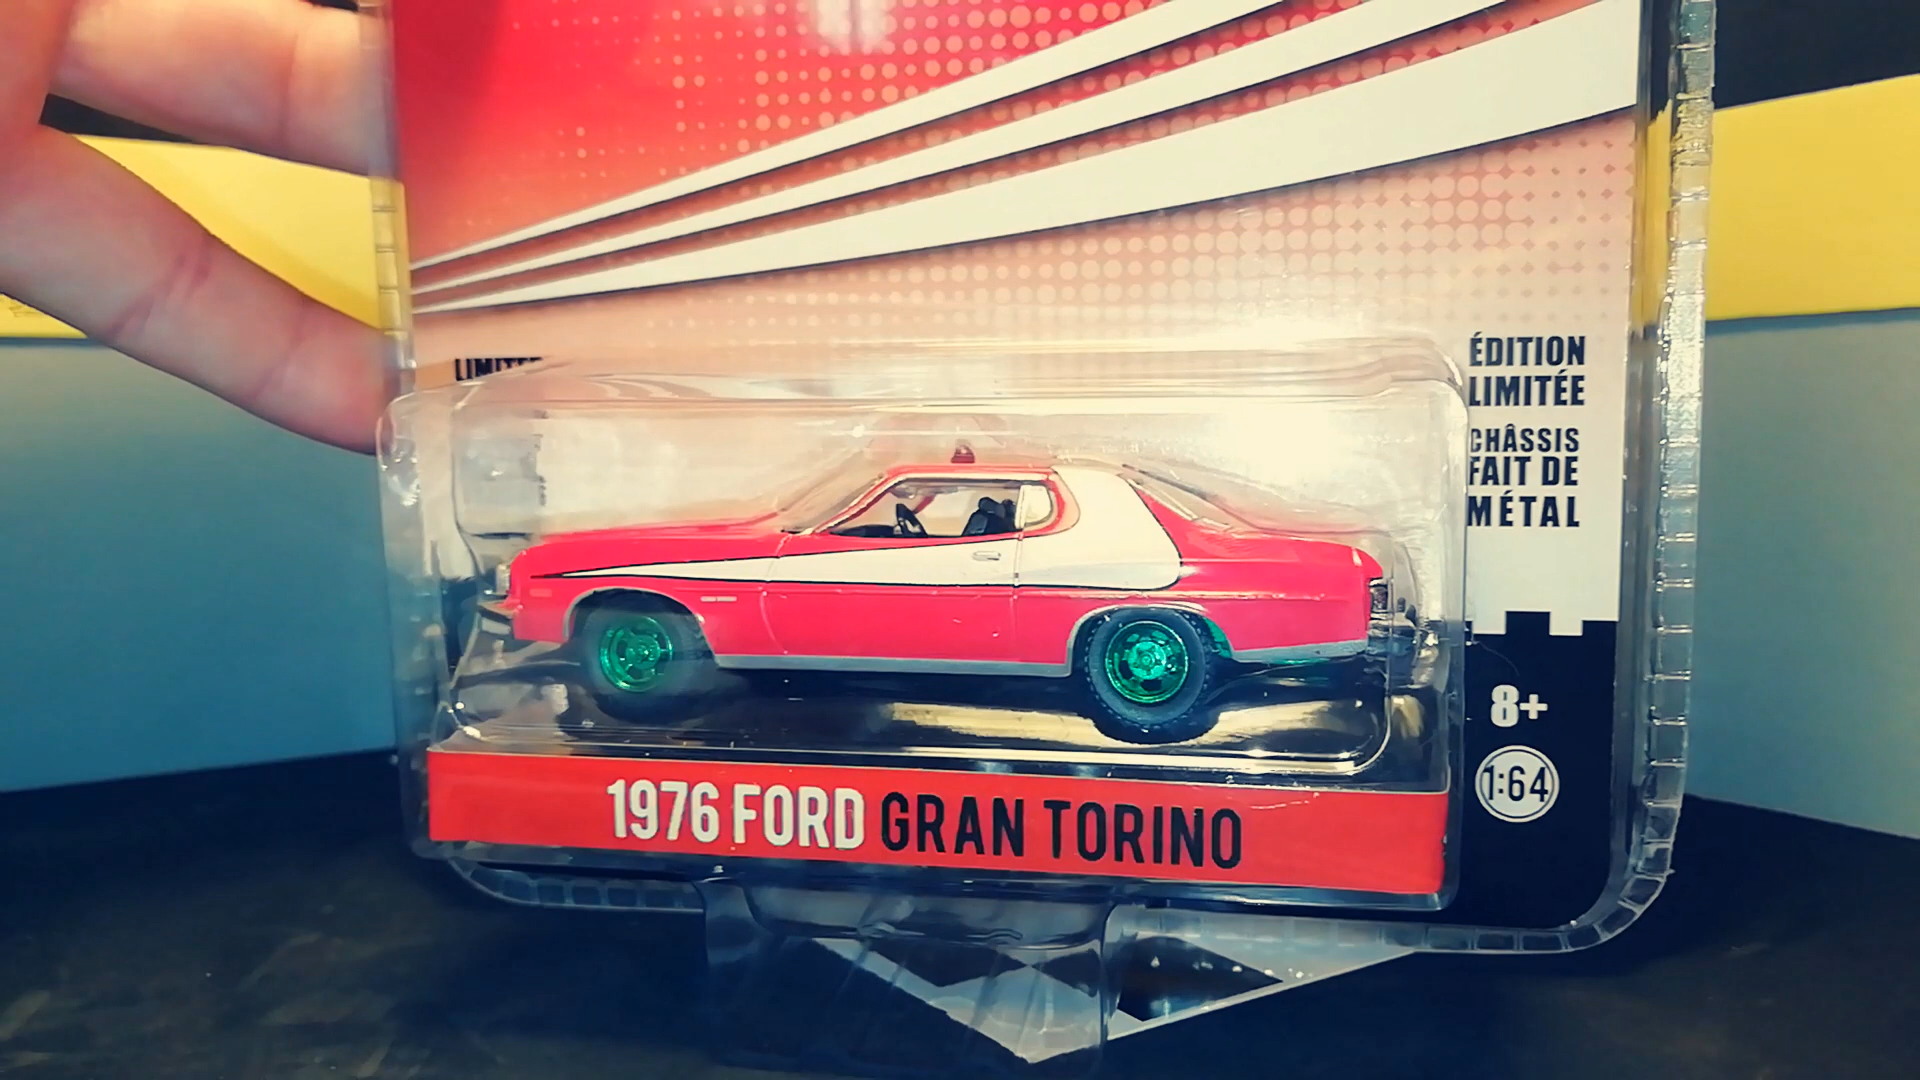 ÉDITION
LIMITÉE
CHÂSSIS
FAIT DE
MÉTAL
8+
1:64
1976 FORD GRAN TORINO